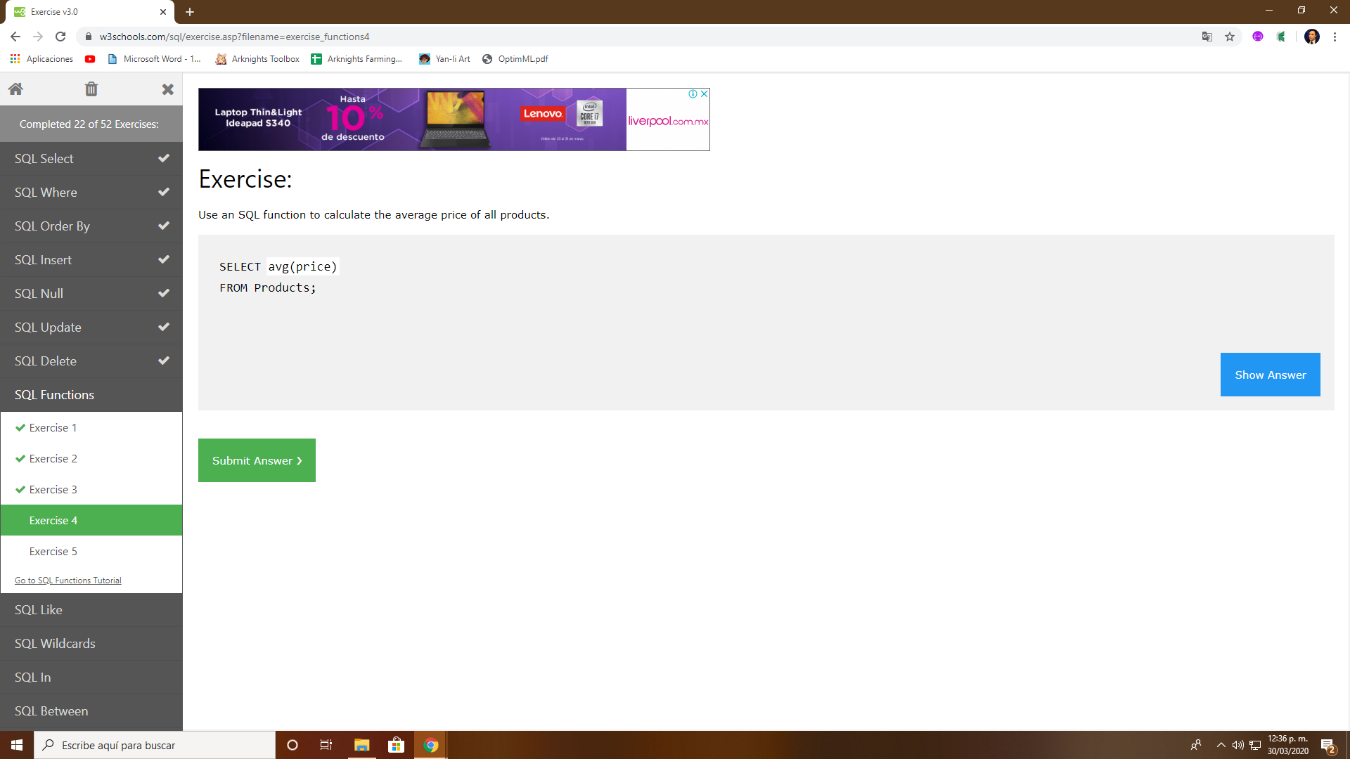 Exercise v3.0
w3schools.com/sql/exercise.asp?filename=exercise_functions4
Aplicaciones
Microsoft Word - 1...
Arknights Toolbox
Arknights Farming...
Yan-li Art
OptimML.pdf
Completed 22 of 52 Exercises:
SQL Select
SQL Where
SQL Order By
SQL Insert
SQL Null
SQL Update
SQL Delete
SQL Functions
Exercise 1
Exercise 2
Exercise 3
Exercise 4
Exercise 5
Go to SQL Functions Tutorial
SQL Like
SQL Wildcards
SQL In
SQL Between
Laptop Thin&Light
Ideapad S340
Hasta
10%
de descuento
Lenovo
intel
CORE i7
liverpool.com.mx
Exercise:
Use an SQL function to calculate the average price of all products.
SELECT avg(price)
FROM Products;
Show Answer
Submit Answer ❯
Escribe aquí para buscar
12:36 p. m.
30/03/2020
2